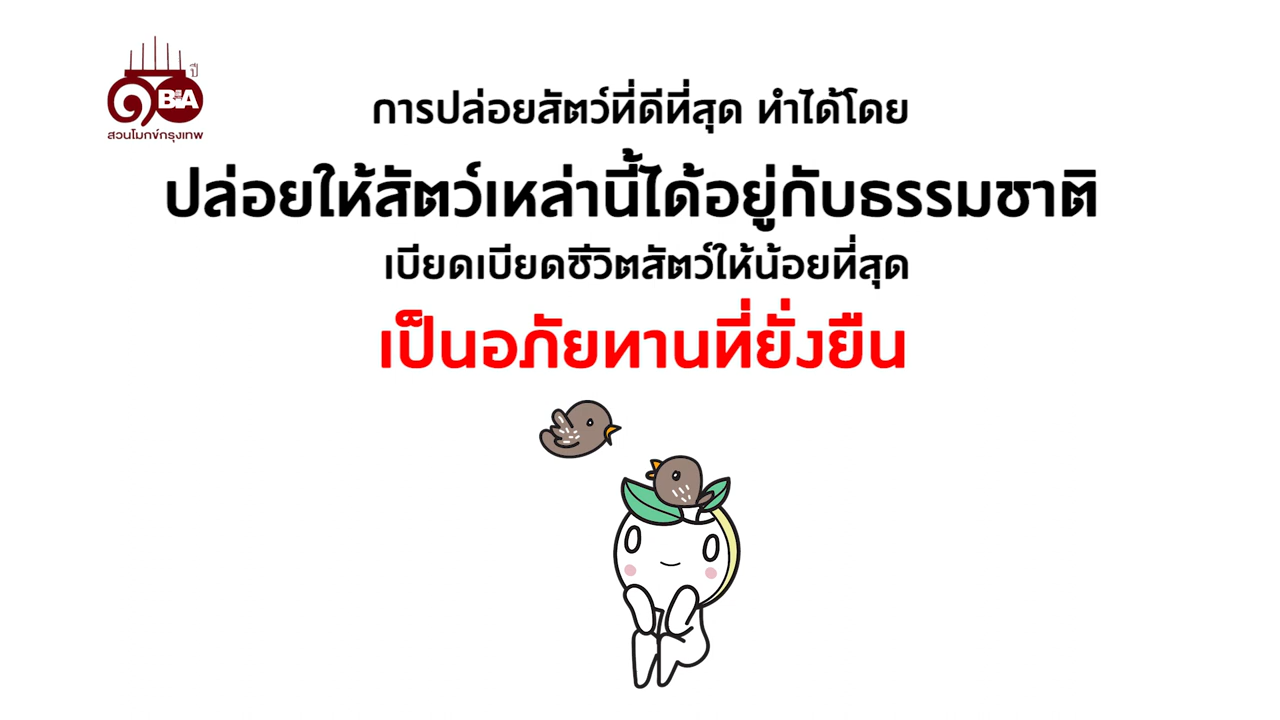 ๑๐ ปี
BIA
สวนโมกข์กรุงเทพ
การปล่อยสัตว์ที่ดีที่สุด ทำได้โดย
ปล่อยให้สัตว์เหล่านี้ได้อยู่กับธรรมชาติ
เบียดเบียดชีวิตสัตว์ให้น้อยที่สุด
เป็นอภัยทานที่ยั่งยืน